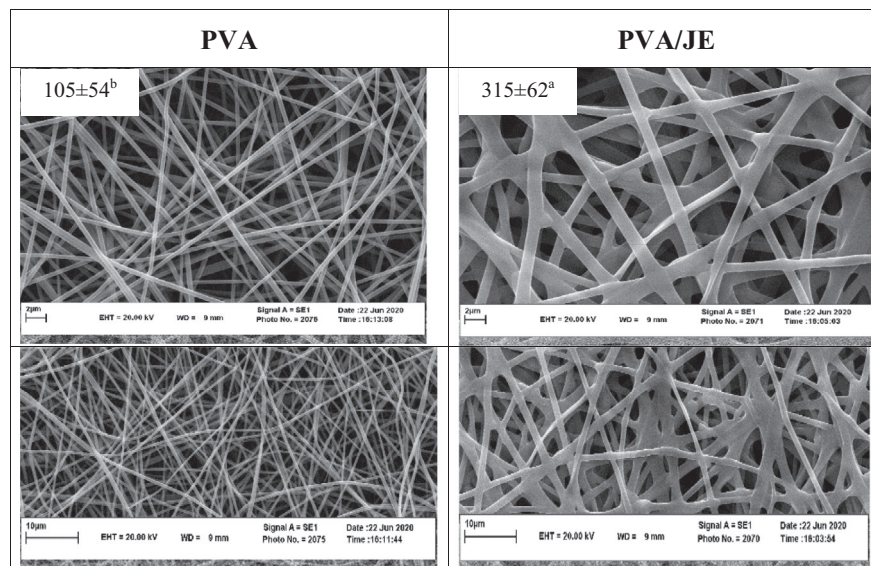 PVA
PVA/JE
105±54ᵇ
315±62ᵃ
2µm
EHT = 20.00 kV
WD = 9 mm
Signal A = SE1
Photo No. = 2076
Date :22 Jun 2020
Time :16:13:08
2µm
EHT = 20.00 kV
WD = 9 mm
Signal A = SE1
Photo No. = 2071
Date :22 Jun 2020
Time :16:05:03
10µm
EHT = 20.00 kV
WD = 9 mm
Signal A = SE1
Photo No. = 2075
Date :22 Jun 2020
Time :16:11:44
10µm
EHT = 20.00 kV
WD = 9 mm
Signal A = SE1
Photo No. = 2070
Date :22 Jun 2020
Time :16:03:54